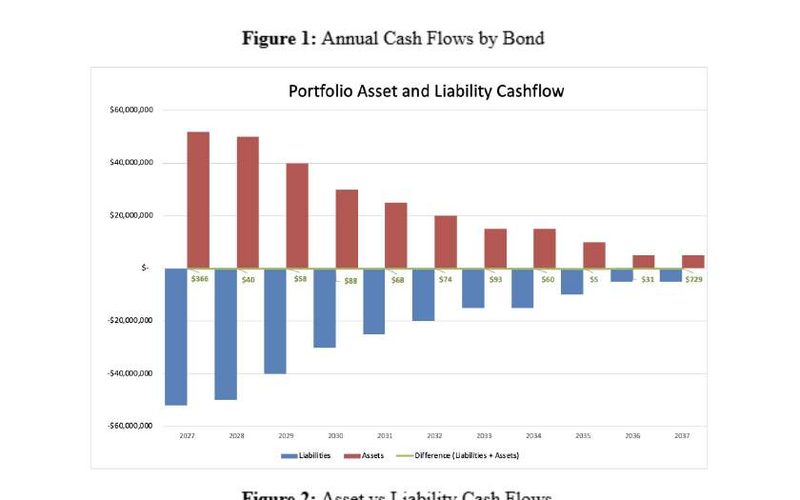 Figure 1: Annual Cash Flows by Bond
Portfolio Asset and Liability Cashflow
$60,000,000
$40,000,000
$20,000,000
$-
$366 $40 $58 $88 $68 $74 $93 $60 $5 $31 $729
-$20,000,000
-$40,000,000
-$60,000,000
2027 2028 2029 2030 2031 2032 2033 2034 2035 2036 2037
Liabilities Assets Difference (Liabilities + Assets)
Figure 2: Asset vs Liability Cash Flows